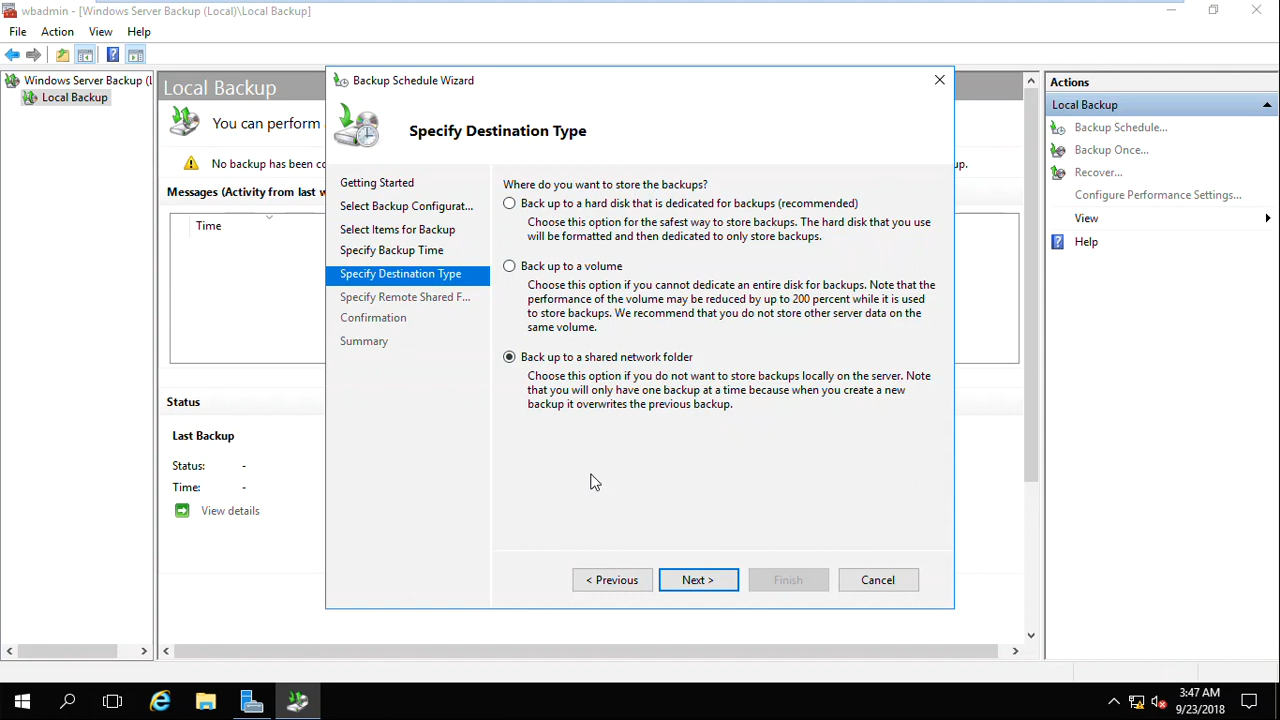 wbadmin - [Windows Server Backup (Local)\Local Backup]
File Action View Help
Windows Server Backup (L
Local Backup
Local Backup
You can perform
No backup has been co
up.
Messages (Activity from last w
Time
Status
Last Backup
Status: -
Time: -
View details
Backup Schedule Wizard
Specify Destination Type
Getting Started
Select Backup Configurat...
Select Items for Backup
Specify Backup Time
Specify Destination Type
Specify Remote Shared F...
Confirmation
Summary
Where do you want to store the backups?
Back up to a hard disk that is dedicated for backups (recommended)
Choose this option for the safest way to store backups. The hard disk that you use
will be formatted and then dedicated to only store backups.
Back up to a volume
Choose this option if you cannot dedicate an entire disk for backups. Note that the
performance of the volume may be reduced by up to 200 percent while it is used
to store backups. We recommend that you do not store other server data on the
same volume.
Back up to a shared network folder
Choose this option if you do not want to store backups locally on the server. Note
that you will only have one backup at a time because when you create a new
backup it overwrites the previous backup.
< Previous
Next >
Finish
Cancel
Actions
Local Backup
Backup Schedule...
Backup Once...
Recover...
Configure Performance Settings...
View
Help
3:47 AM
9/23/2018